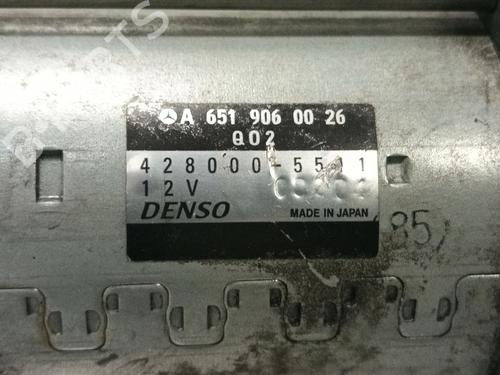 A 651 906 00 26
Q02
428000-5511
12V
DENSO
MADE IN JAPAN
85